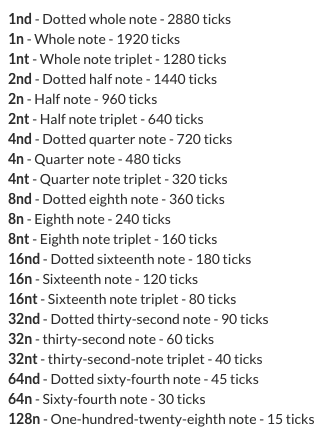 1nd - Dotted whole note - 2880 ticks
1n - Whole note - 1920 ticks
1nt - Whole note triplet - 1280 ticks
2nd - Dotted half note - 1440 ticks
2n - Half note - 960 ticks
2nt - Half note triplet - 640 ticks
4nd - Dotted quarter note - 720 ticks
4n - Quarter note - 480 ticks
4nt - Quarter note triplet - 320 ticks
8nd - Dotted eighth note - 360 ticks
8n - Eighth note - 240 ticks
8nt - Eighth note triplet - 160 ticks
16nd - Dotted sixteenth note - 180 ticks
16n - Sixteenth note - 120 ticks
16nt - Sixteenth note triplet - 80 ticks
32nd - Dotted thirty-second note - 90 ticks
32n - thirty-second note - 60 ticks
32nt - thirty-second-note triplet - 40 ticks
64nd - Dotted sixty-fourth note - 45 ticks
64n - Sixty-fourth note - 30 ticks
128n - One-hundred-twenty-eighth note - 15 ticks